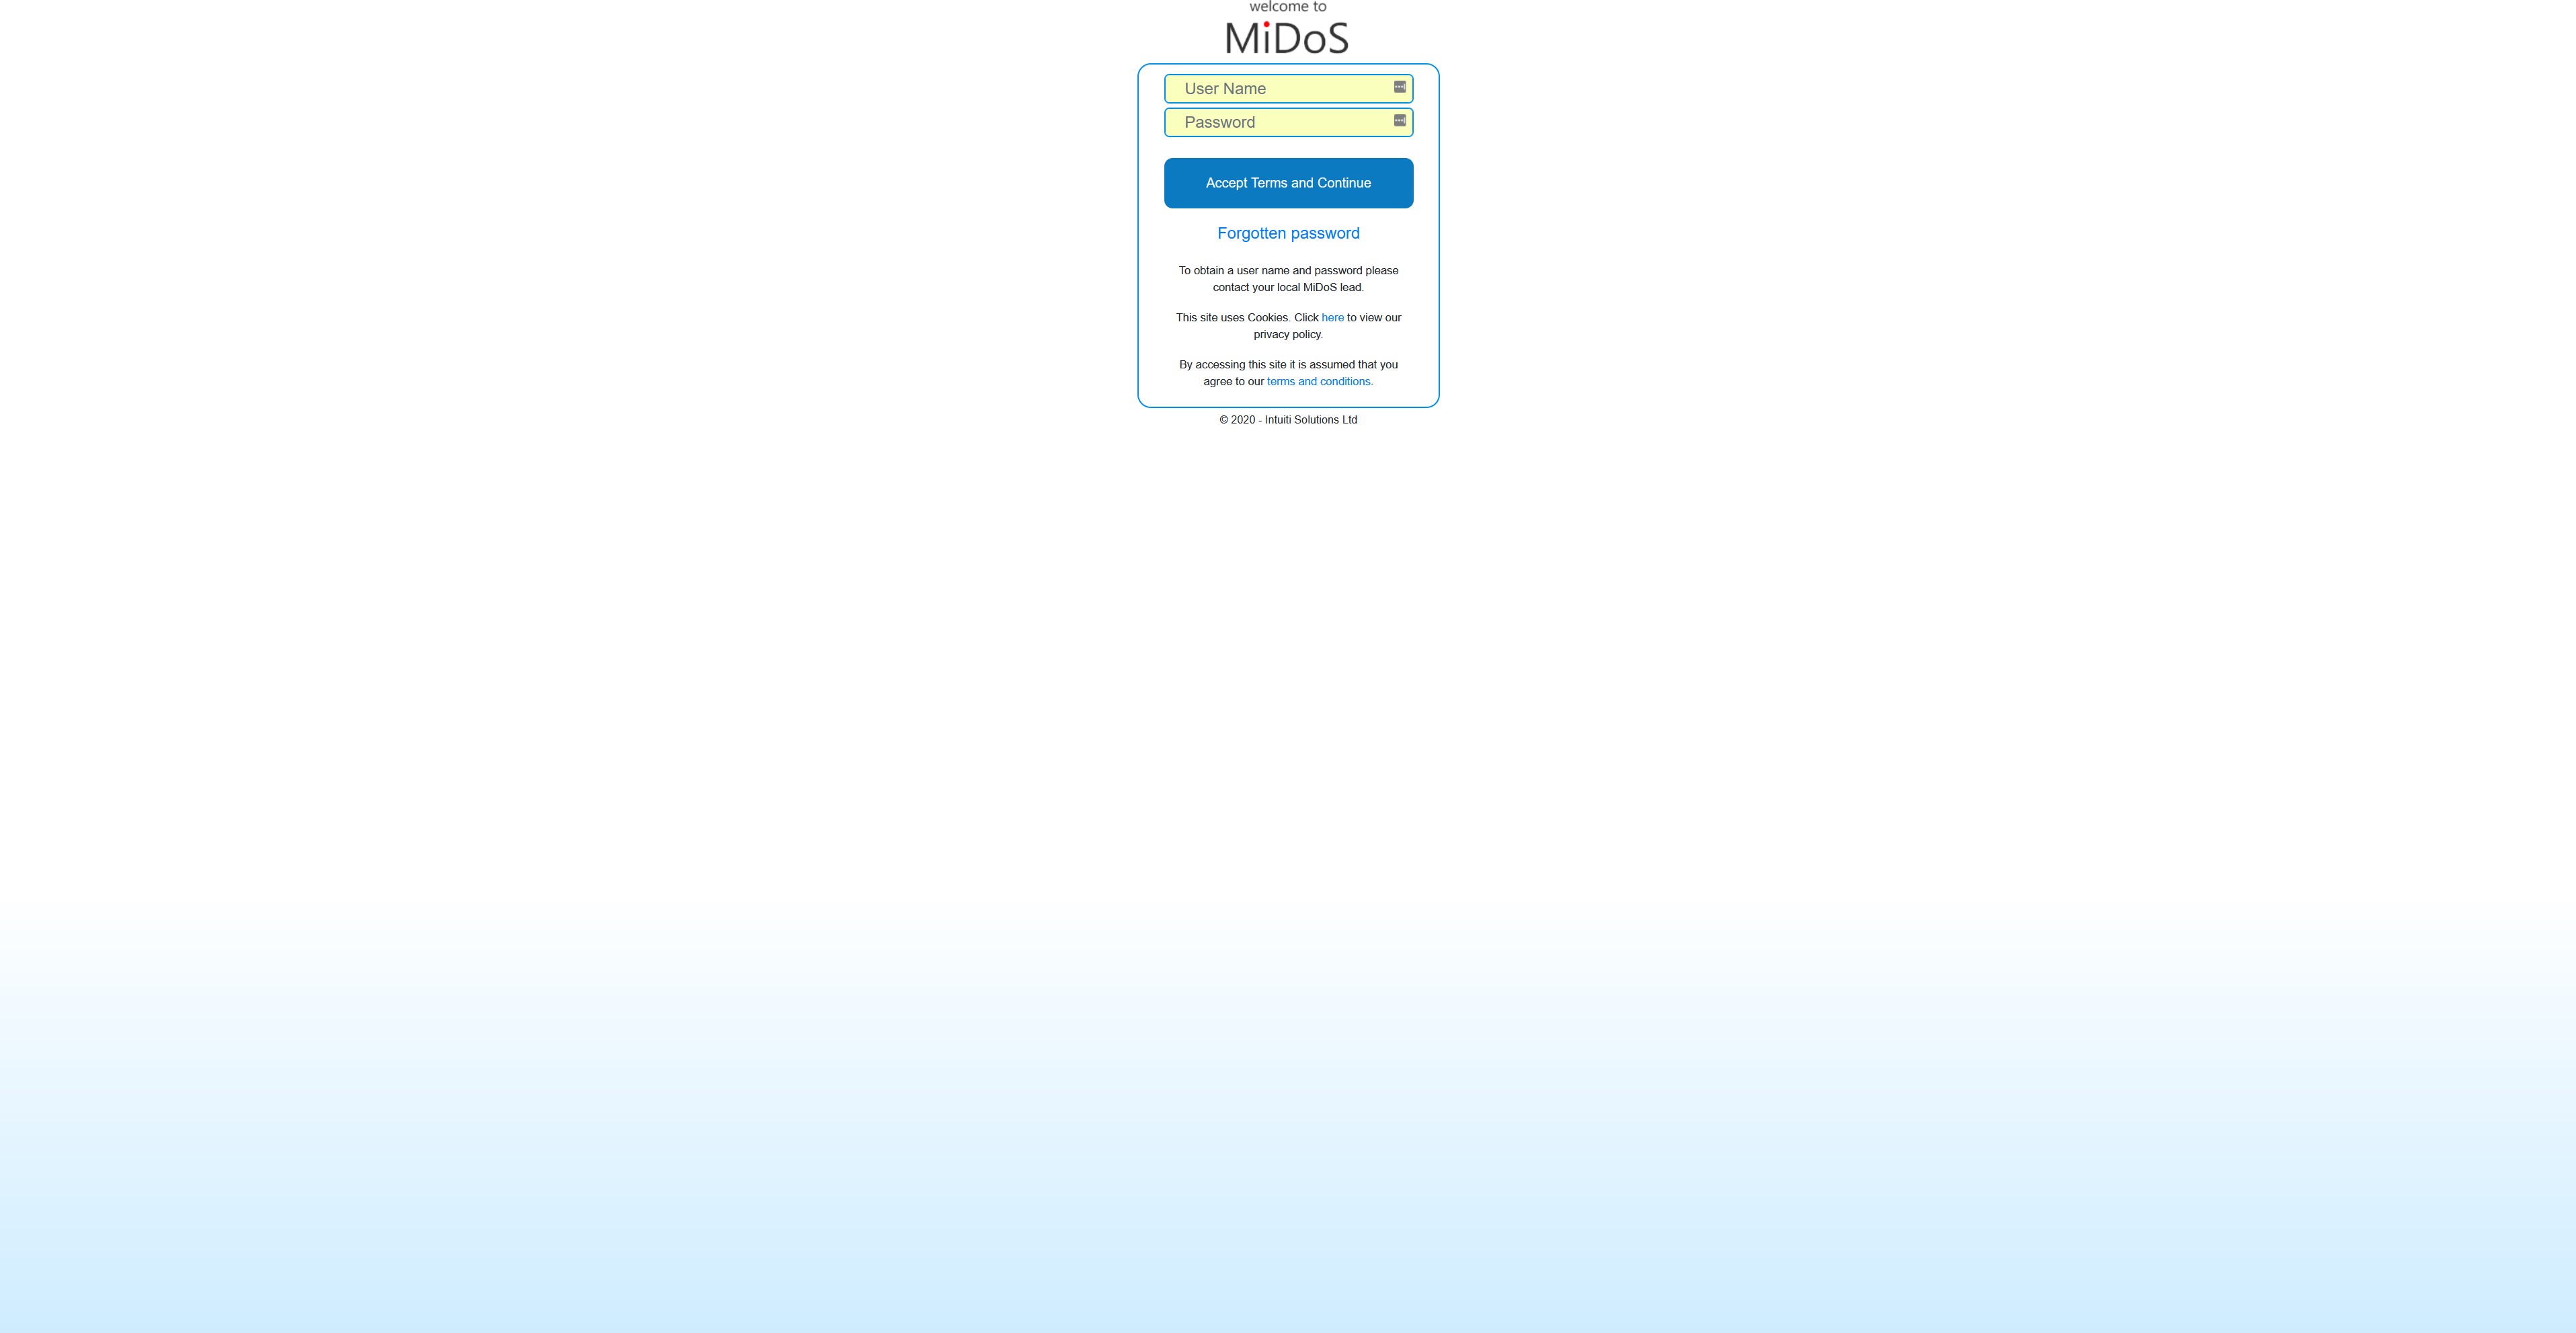 welcome to
MiDoS
User Name
Password
Accept Terms and Continue
Forgotten password
To obtain a user name and password please
contact your local MiDoS lead.
This site uses Cookies. Click here to view our
privacy policy.
By accessing this site it is assumed that you
agree to our terms and conditions.
© 2020 - Intuiti Solutions Ltd